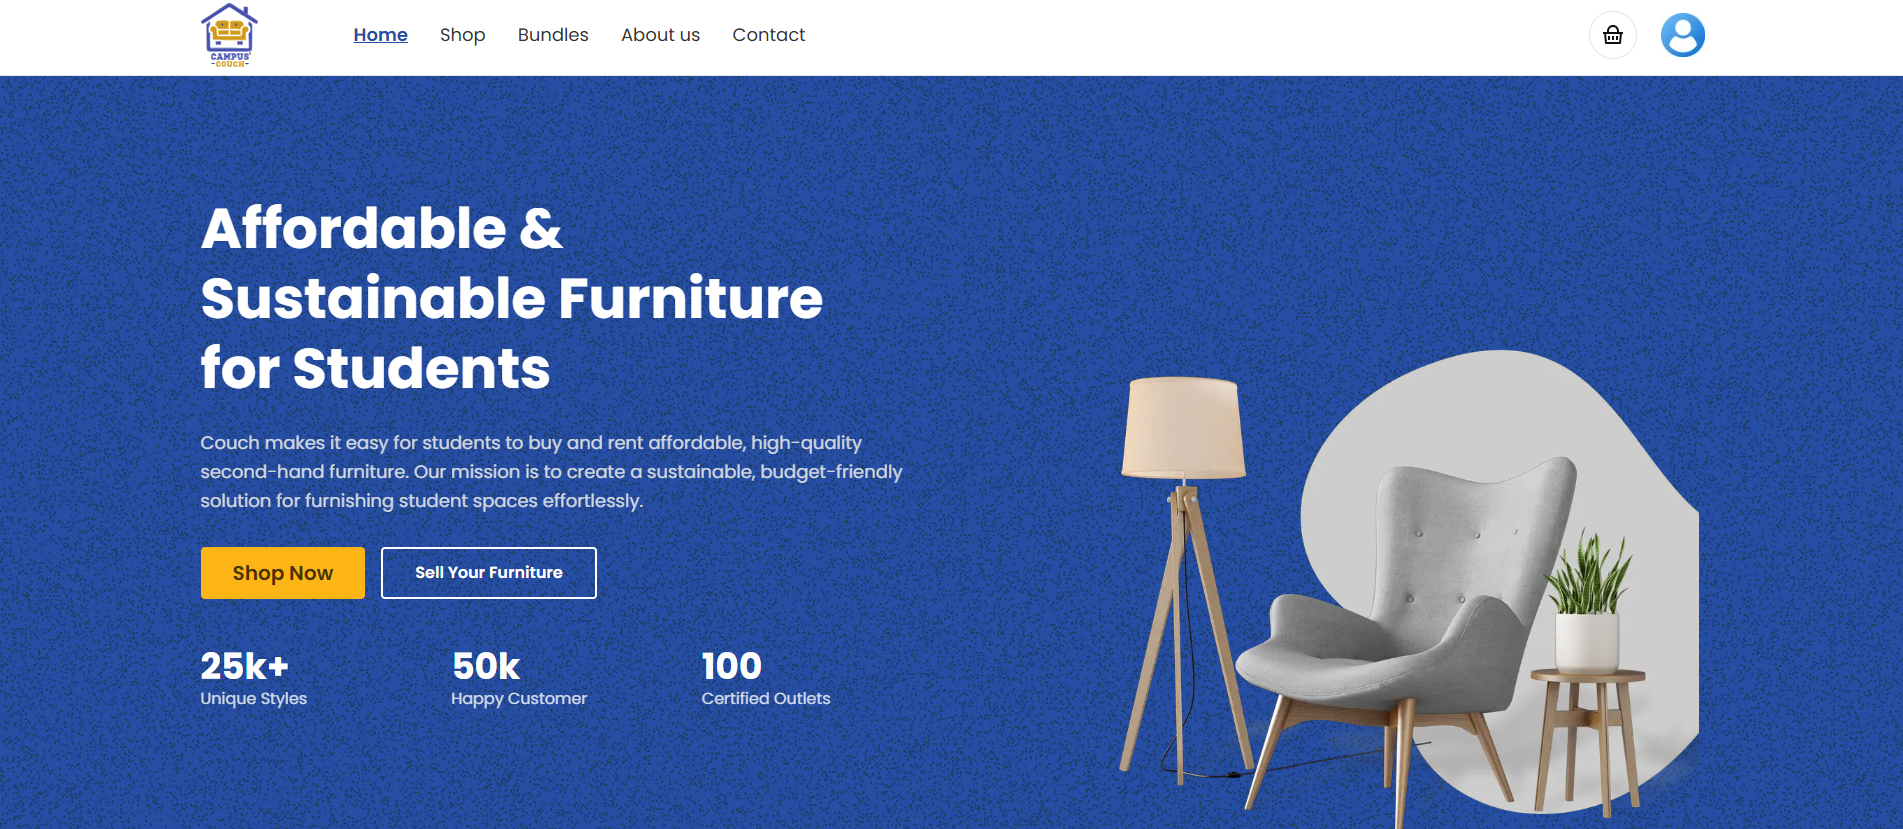 CAMPUS
-COUCH-
Home
Shop
Bundles
About us
Contact
Affordable &
Sustainable Furniture
for Students
Couch makes it easy for students to buy and rent affordable, high-quality
second-hand furniture. Our mission is to create a sustainable, budget-friendly
solution for furnishing student spaces effortlessly.
Shop Now
Sell Your Furniture
25k+
Unique Styles
50k
Happy Customer
100
Certified Outlets